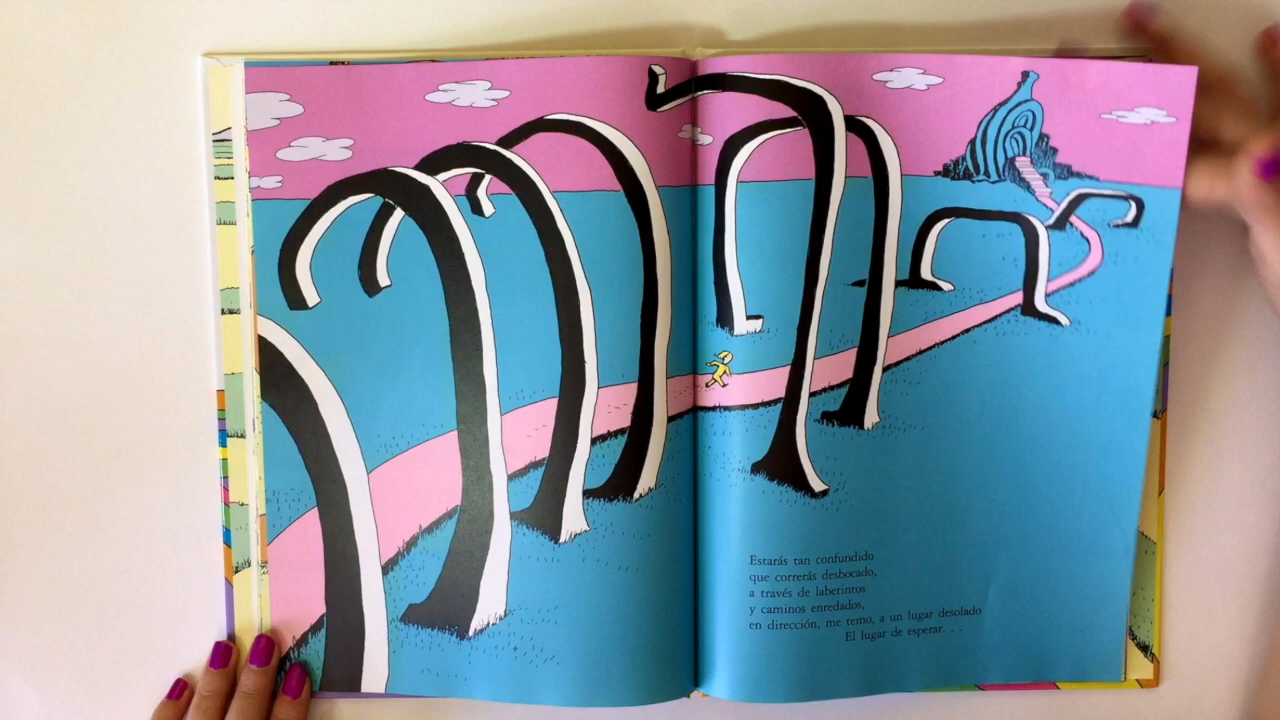 Estarás tan confundido
que correrás desbocado,
a través de laberintos
y caminos enredados,
en dirección, me temo, a un lugar desolado
El lugar de esperar. . .